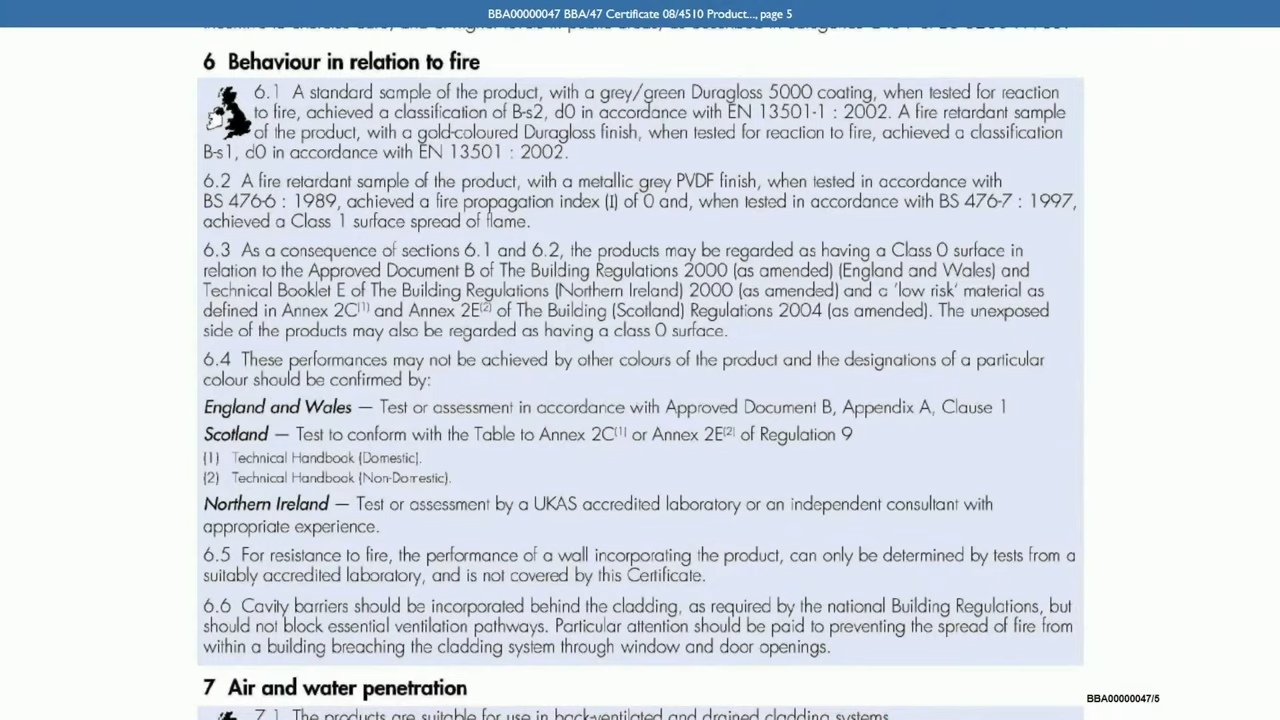 BBA00000047 BBA/47 Certificate 08/4510 Product..., page 5
6 Behaviour in relation to fire
6.1 A standard sample of the product, with a grey/green Duragloss 5000 coating, when tested for reaction
to fire, achieved a classification of B-s2, d0 in accordance with EN 13501-1 : 2002. A fire retardant sample
of the product, with a gold-coloured Duragloss finish, when tested for reaction to fire, achieved a classification
B-s1, d0 in accordance with EN 13501 : 2002.
6.2 A fire retardant sample of the product, with a metallic grey PVDF finish, when tested in accordance with
BS 476-6 : 1989, achieved a fire propagation index (I) of 0 and, when tested in accordance with BS 476-7 : 1997,
achieved a Class 1 surface spread of flame.
6.3 As a consequence of sections 6.1 and 6.2, the products may be regarded as having a Class 0 surface in
relation to the Approved Document B of The Building Regulations 2000 (as amended) (England and Wales) and
Technical Booklet E of The Building Regulations (Northern Ireland) 2000 (as amended) and a 'low risk' material as
defined in Annex 2C(1) and Annex 2E(2) of The Building (Scotland) Regulations 2004 (as amended). The unexposed
side of the products may also be regarded as having a class 0 surface.
6.4 These performances may not be achieved by other colours of the product and the designations of a particular
colour should be confirmed by:
England and Wales — Test or assessment in accordance with Approved Document B, Appendix A, Clause 1
Scotland — Test to conform with the Table to Annex 2C(1) or Annex 2E(2) of Regulation 9
(1) Technical Handbook (Domestic).
(2) Technical Handbook (Non-Domestic).
Northern Ireland — Test or assessment by a UKAS accredited laboratory or an independent consultant with
appropriate experience.
6.5 For resistance to fire, the performance of a wall incorporating the product, can only be determined by tests from a
suitably accredited laboratory, and is not covered by this Certificate.
6.6 Cavity barriers should be incorporated behind the cladding, as required by the national Building Regulations, but
should not block essential ventilation pathways. Particular attention should be paid to preventing the spread of fire from
within a building breaching the cladding system through window and door openings.
7 Air and water penetration
BBA00000047/5
7.1 The products are suitable for use in back-ventilated and drained cladding systems.